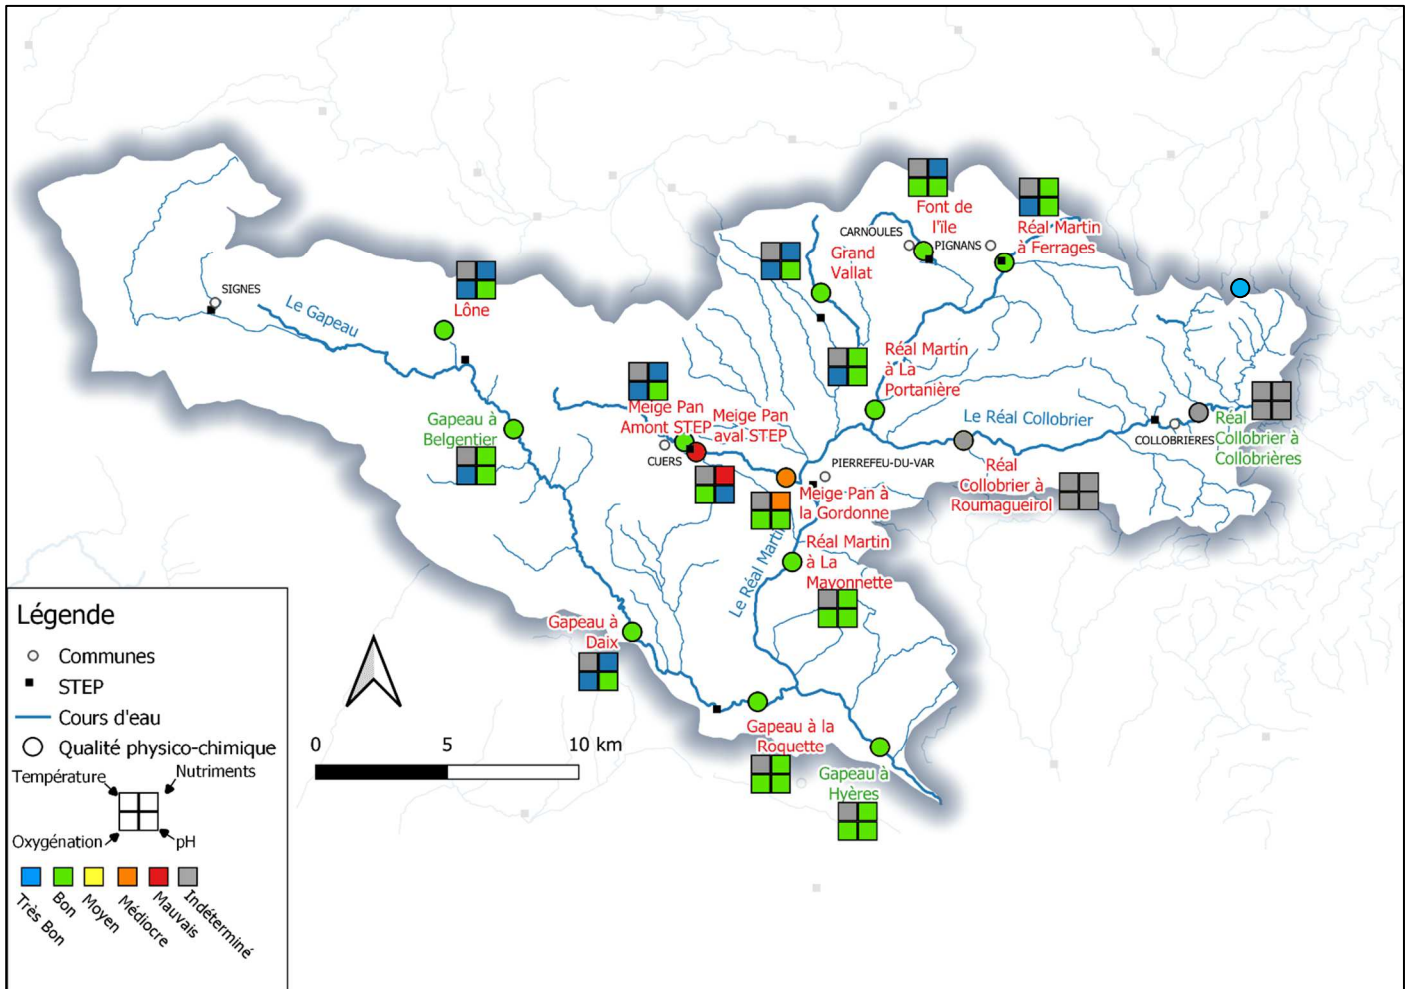 Font de
l'île
Réal Martin
à Ferrages
CARNOULES
PIGNANS
Grand
Vallat
SIGNES
Le Gapeau
Lône
Réal Martin
à La
Portanière
Meige Pan
Amont STEP
Meige Pan
aval STEP
Gapeau à
Belgentier
Le Réal Collobrier
COLLOBRIERES
Réal
Collobrier à
Collobrières
CUERS
PIERREFEU-DU-VAR
Réal
Collobrier à
Roumagueirol
Meige Pan à
la Gordonne
Le Réal Martin
Réal Martin
à La
Mayonnette
Gapeau à
Daix
Gapeau à la
Roquette
Gapeau à
Hyères
0 5 10 km
Légende
Communes
STEP
Cours d'eau
Qualité physico-chimique
Température
Nutriments
Oxygénation
pH
Très Bon
Bon
Moyen
Médiocre
Mauvais
Indéterminé